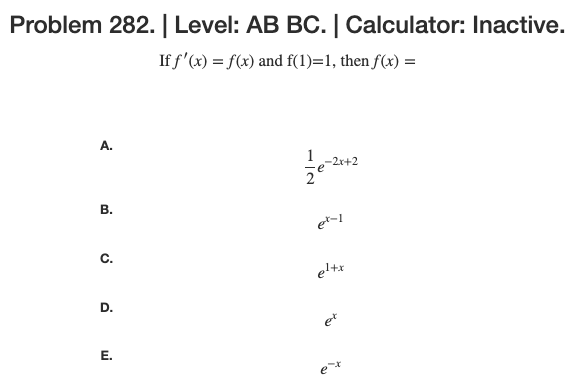 Problem 282. | Level: AB BC. | Calculator: Inactive.
If f′(x) = f(x) and f(1)=1, then f(x) =
A. \frac{1}{2}e^{-2x+2}
B. e^{x-1}
C. e^{1+x}
D. e^{x}
E. e^{-x}